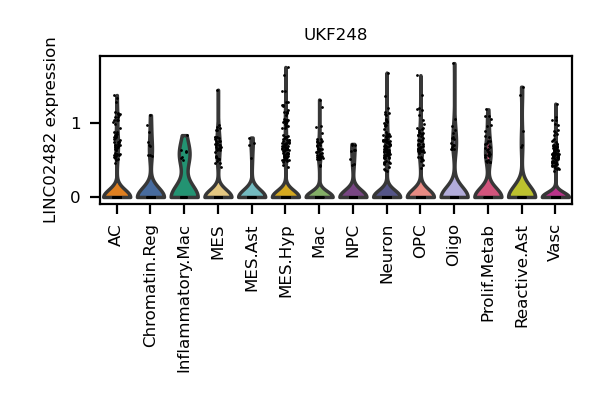 UKF248
LINC02482 expression
1
0
AC
Chromatin.Reg
Inflammatory.Mac
MES
MES.Ast
MES.Hyp
Mac
NPC
Neuron
OPC
Oligo
Prolif.Metab
Reactive.Ast
Vasc